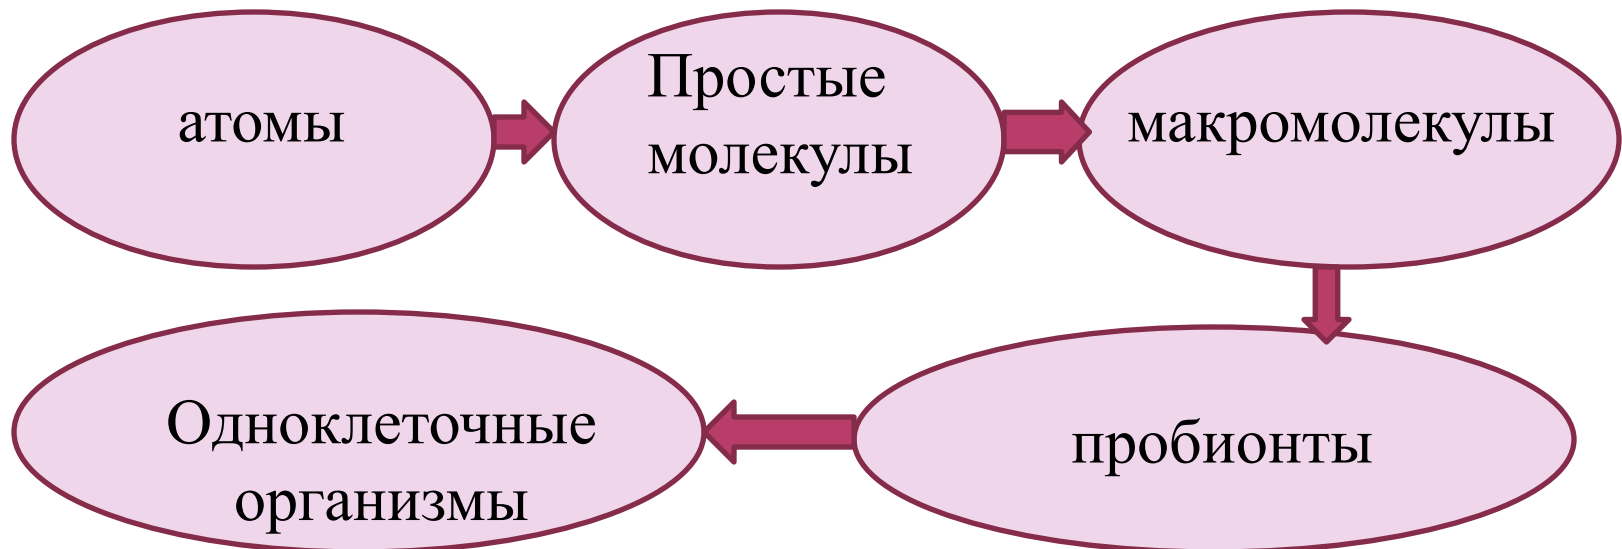 атомы
Простые
молекулы
макромолекулы
пробионты
Одноклеточные
организмы